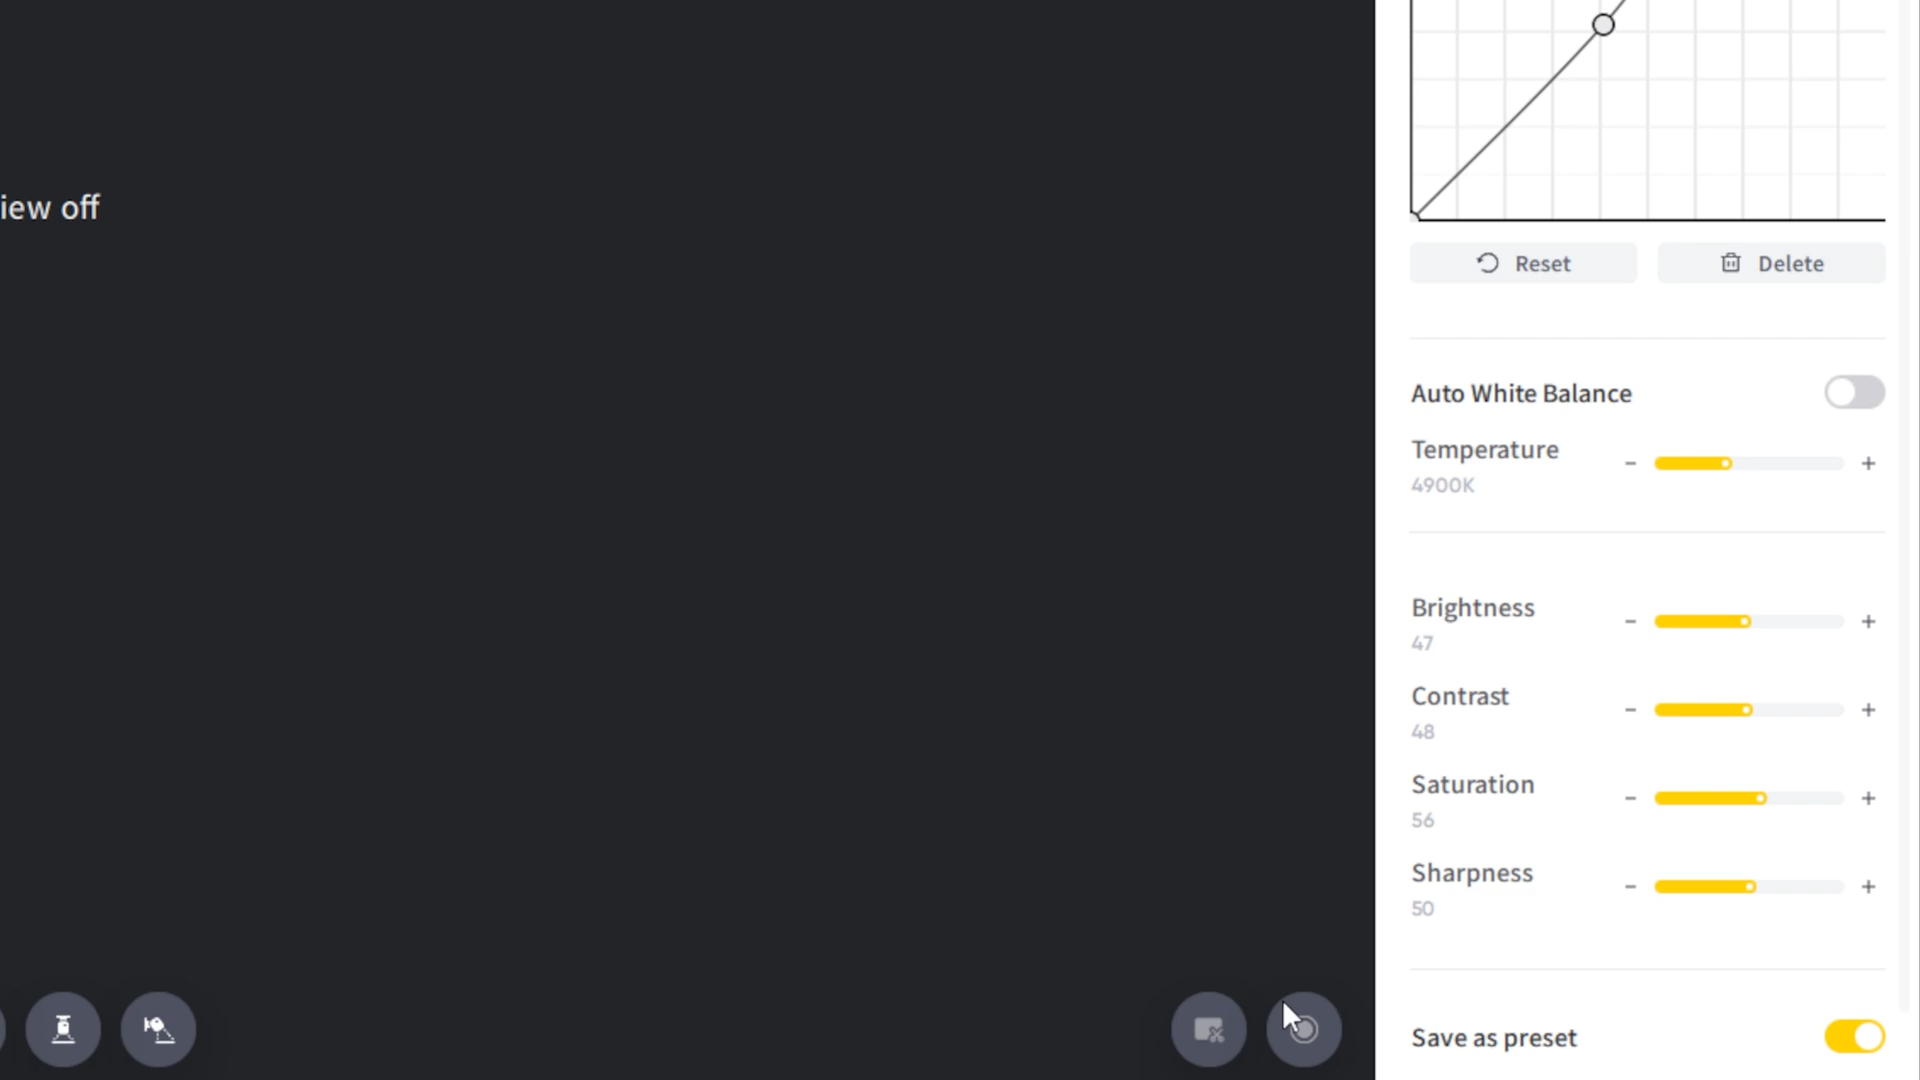 iew off
Reset
Delete
Auto White Balance
Temperature
4900K
Brightness
47
Contrast
48
Saturation
56
Sharpness
50
Save as preset